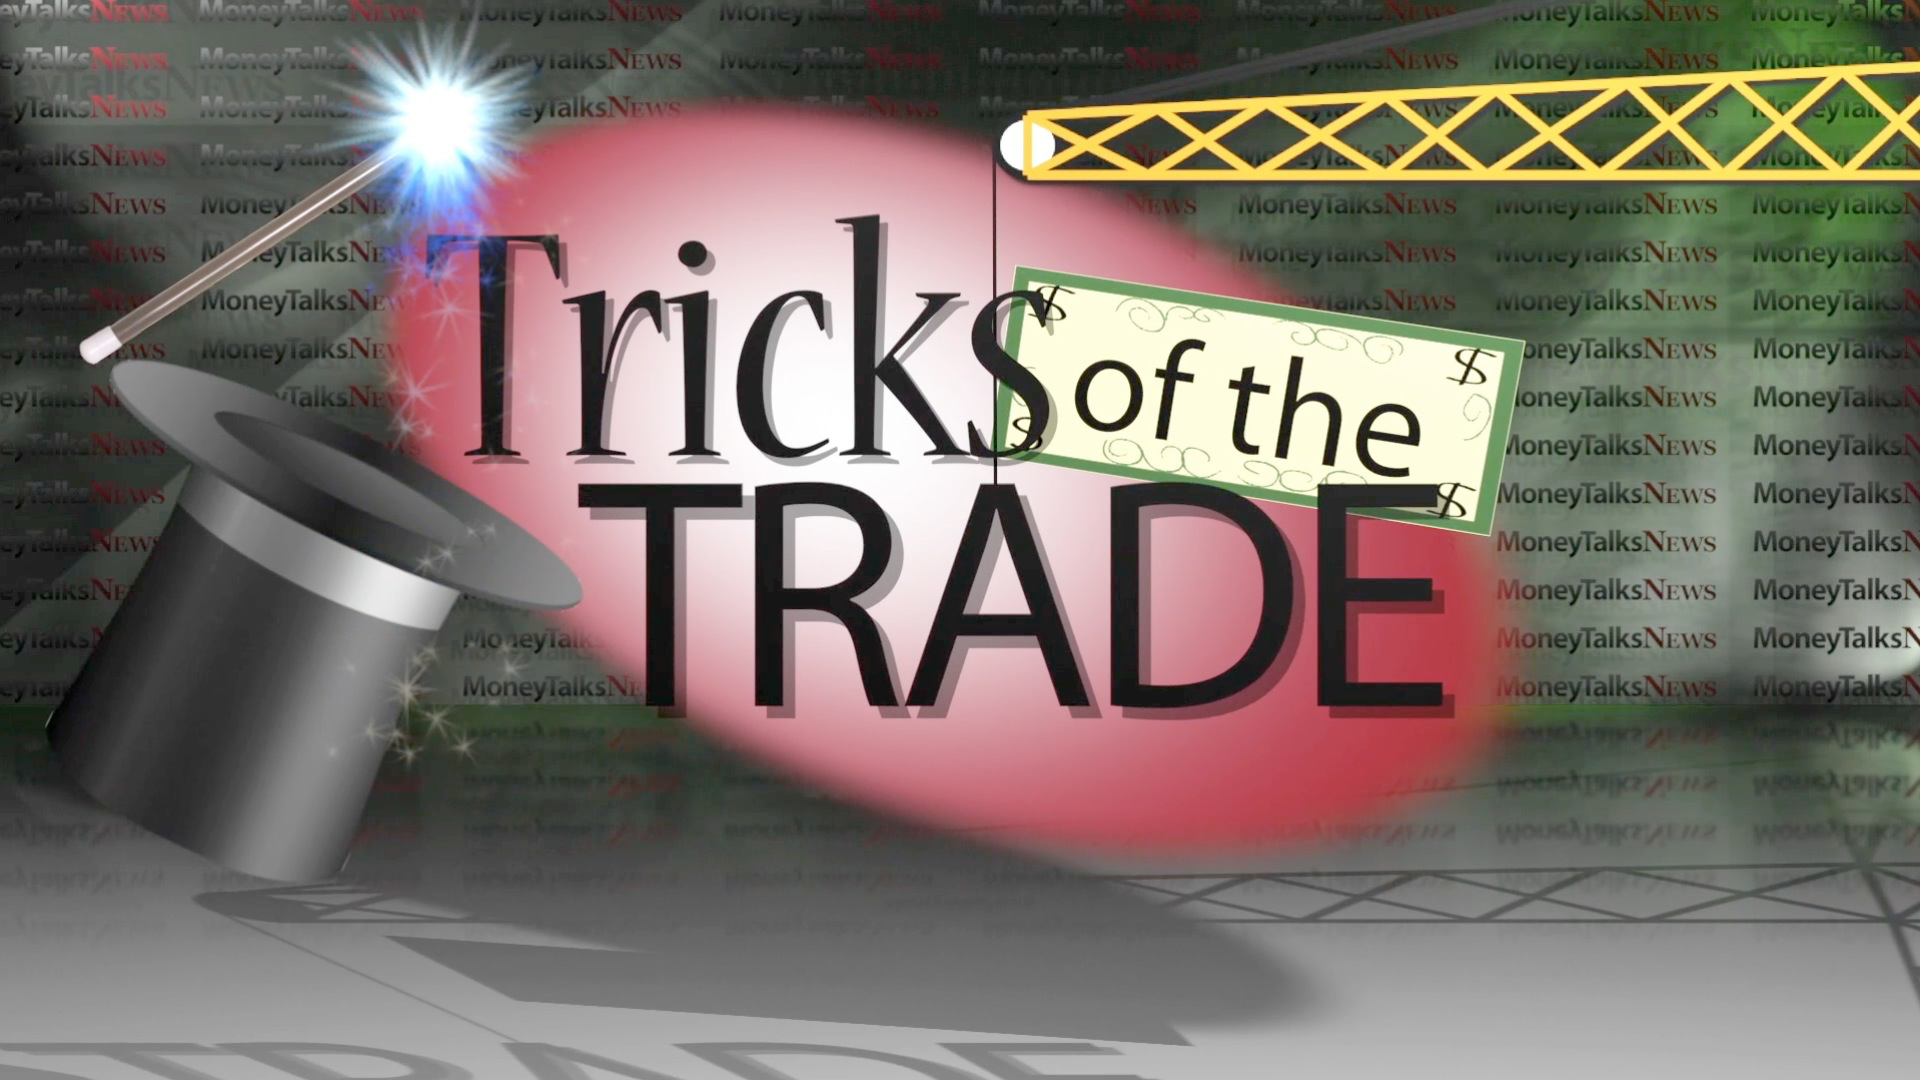 Tricks of the
TRADE
MoneyTalksNews